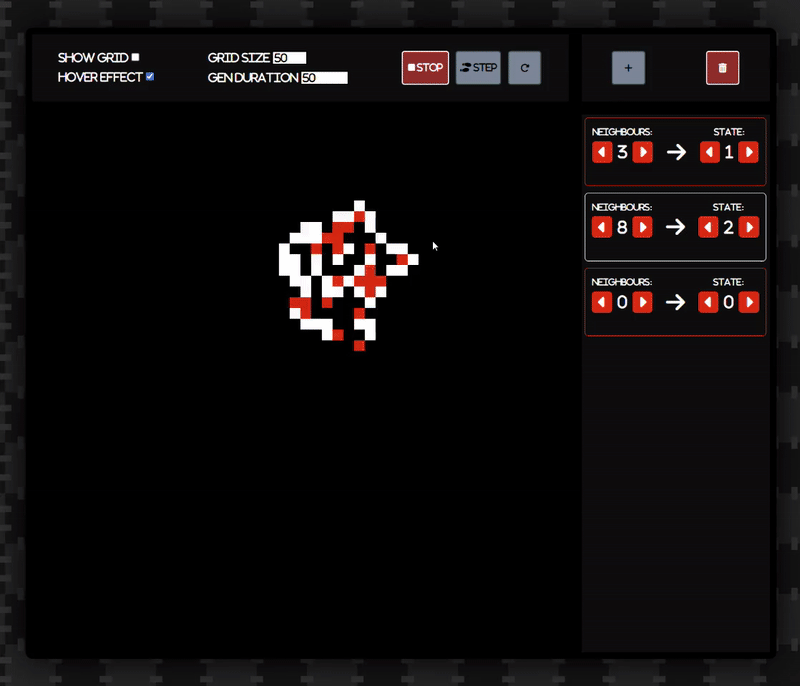 SHOW GRID
HOVER EFFECT
GRID SIZE 50
GEN DURATION 50
STOP
STEP
+
NEIGHBOURS: STATE:
3 → 1
NEIGHBOURS: STATE:
8 → 2
NEIGHBOURS: STATE:
0 → 0